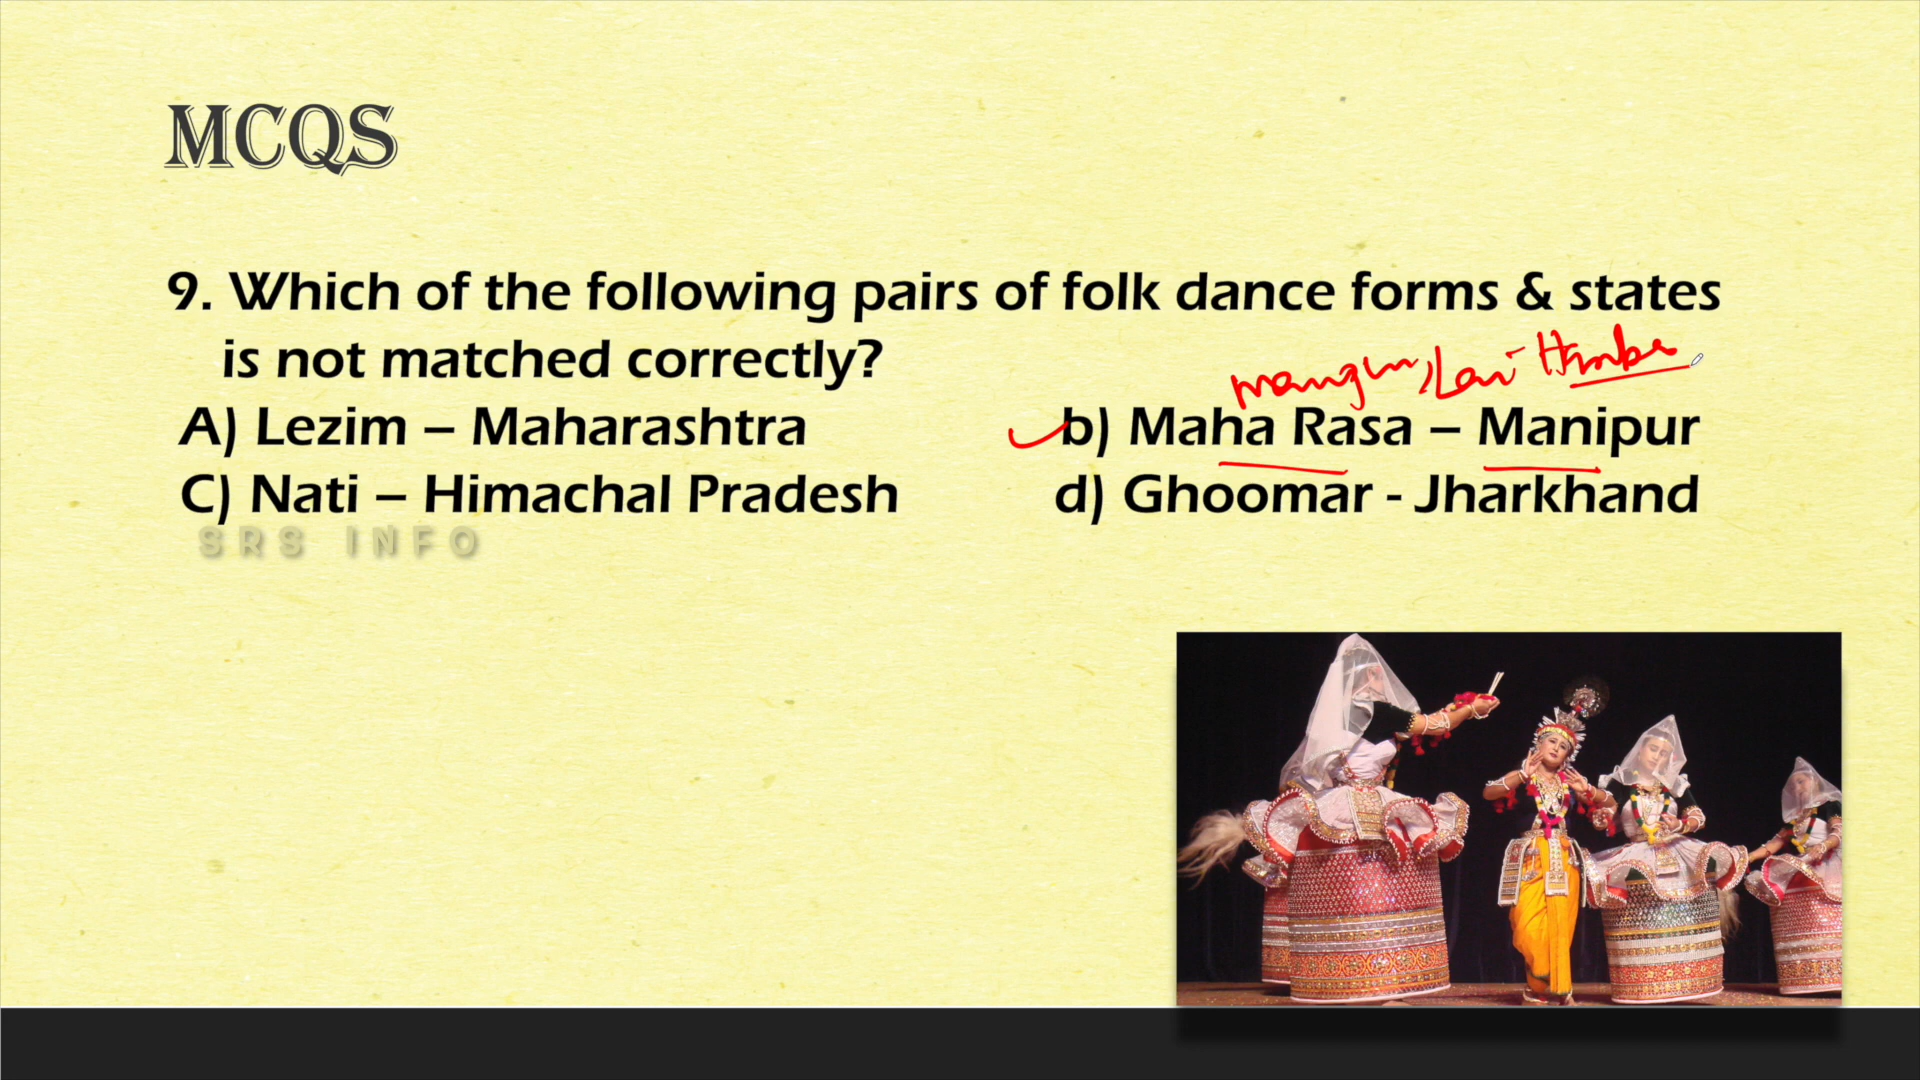 MCQS
9. Which of the following pairs of folk dance forms & states
is not matched correctly?
A) Lezim – Maharashtra b) Maha Rasa – Manipur
C) Nati – Himachal Pradesh d) Ghoomar - Jharkhand
SRS INFO